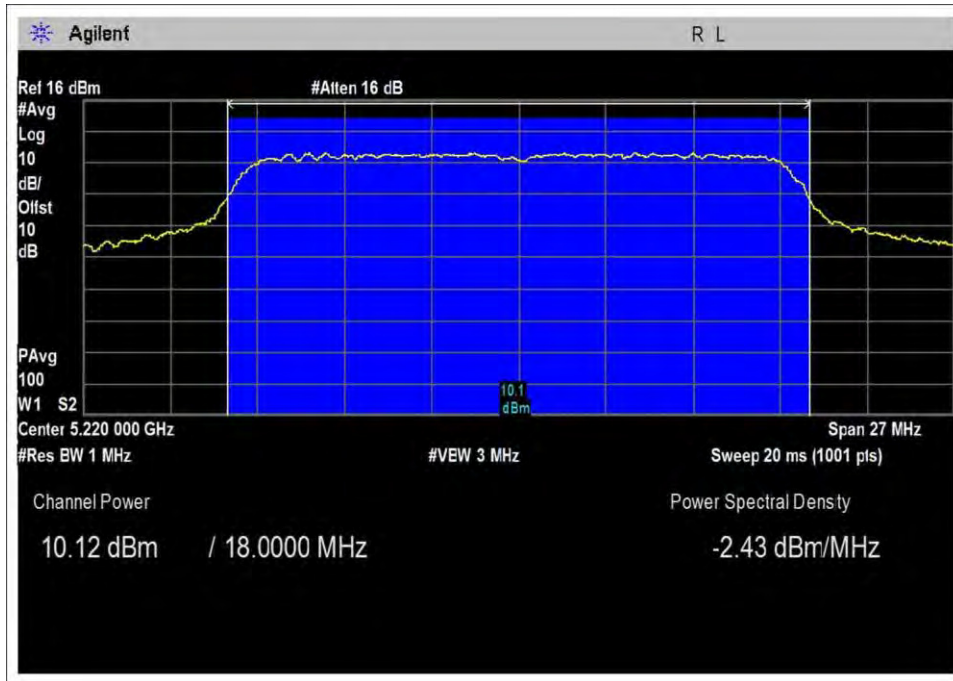 Agilent R L
Ref 16 dBm #Atten 16 dB
#Avg
Log
10
dB/
Offst
10
dB
PAvg
100
W1 S2
10.1
dBm
Center 5.220 000 GHz Span 27 MHz
#Res BW 1 MHz #VBW 3 MHz Sweep 20 ms (1001 pts)
Channel Power Power Spectral Density
10.12 dBm / 18.0000 MHz -2.43 dBm/MHz